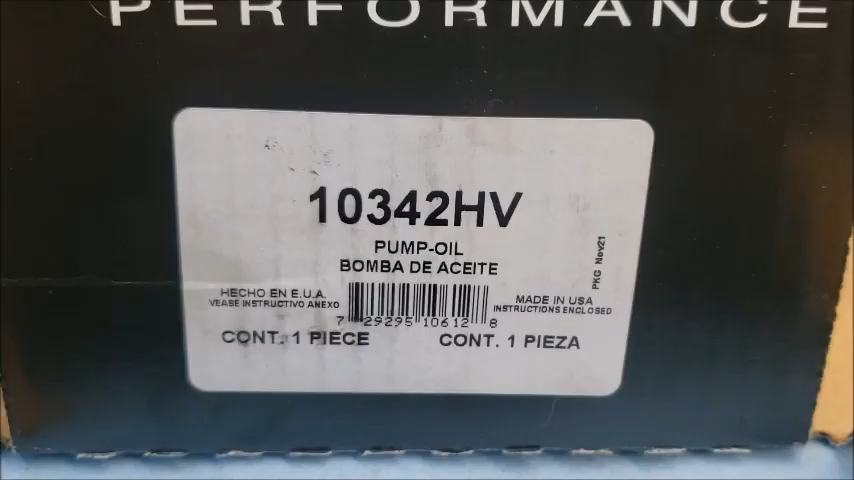 PERFORMANCE
10342HV
PUMP-OIL
BOMBA DE ACEITE
PKG Nov21
HECHO EN E.U.A.
VEASE INSTRUCTIVO ANEXO
MADE IN USA
INSTRUCTIONS ENCLOSED
7 29295 10612 8
CONT. 1 PIECE
CONT. 1 PIEZA